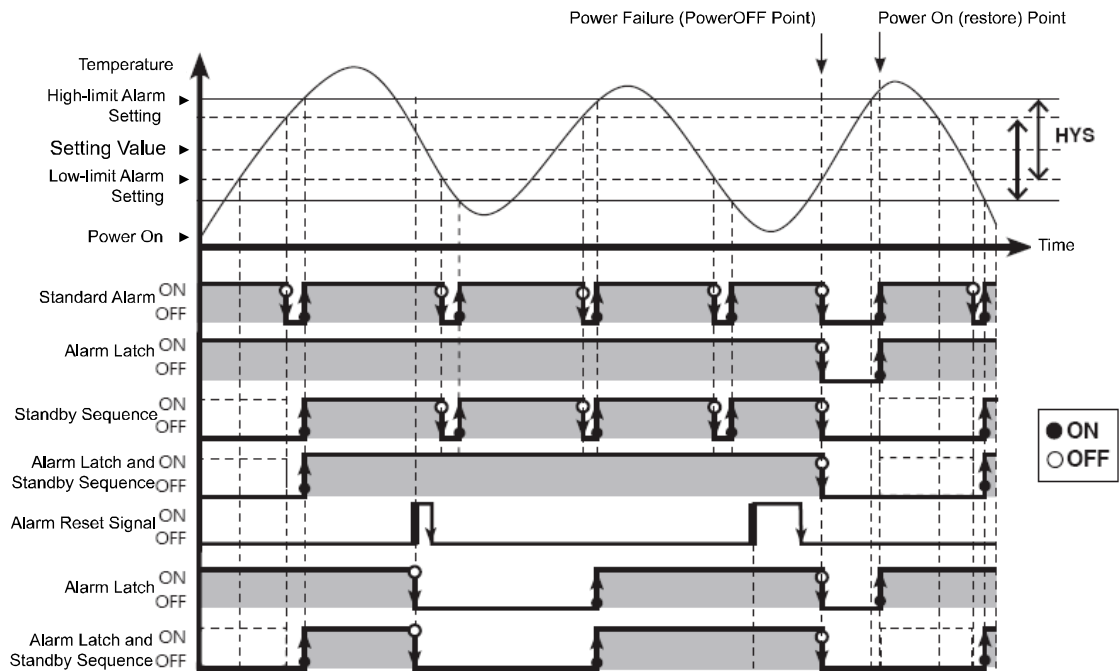 Power Failure (PowerOFF Point)
Power On (restore) Point
Temperature
High-limit Alarm
Setting
Setting Value
Low-limit Alarm
Setting
Power On
HYS
Time
Standard Alarm
ON
OFF
Alarm Latch
ON
OFF
Standby Sequence
ON
OFF
Alarm Latch and
Standby Sequence
ON
OFF
Alarm Reset Signal
ON
OFF
Alarm Latch
ON
OFF
Alarm Latch and
Standby Sequence
ON
OFF
ON
OFF